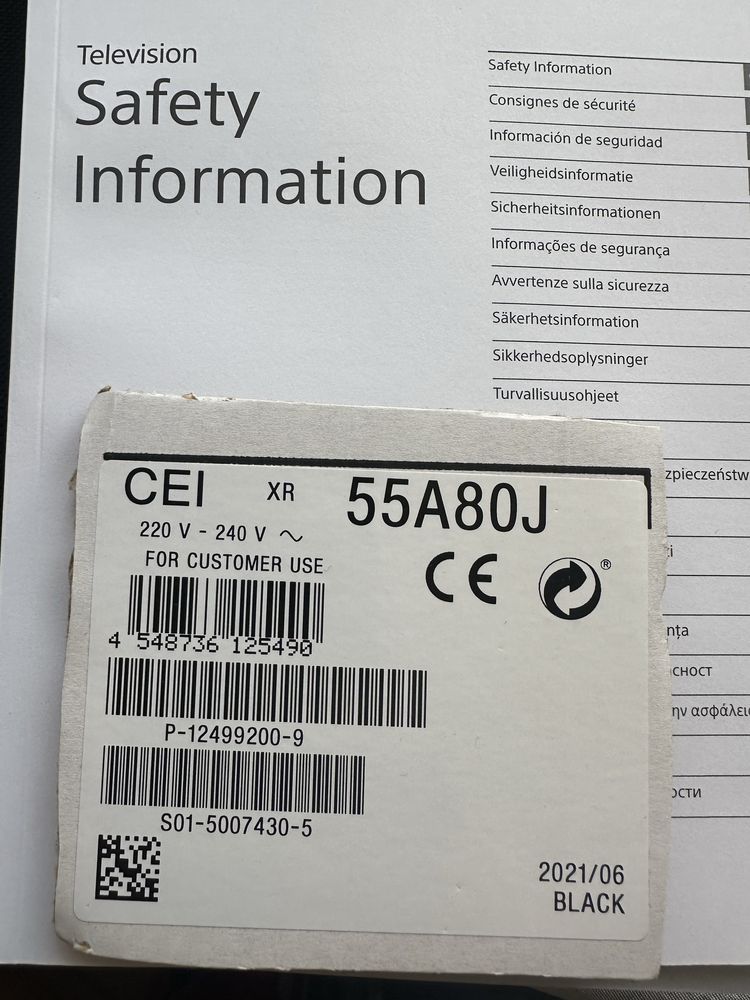 Television
Safety
Information
Safety Information
Consignes de sécurité
Información de seguridad
Veiligheidsinformatie
Sicherheitsinformationen
Informações de segurança
Avvertenze sulla sicurezza
Säkerhetsinformation
Sikkerhedsoplysninger
Turvallisuusohjeet
CEI XR 55A80J
220 V - 240 V ~
FOR CUSTOMER USE
CE ®
4 548736 125490
P-12499200-9
S01-5007430-5
2021/06
BLACK